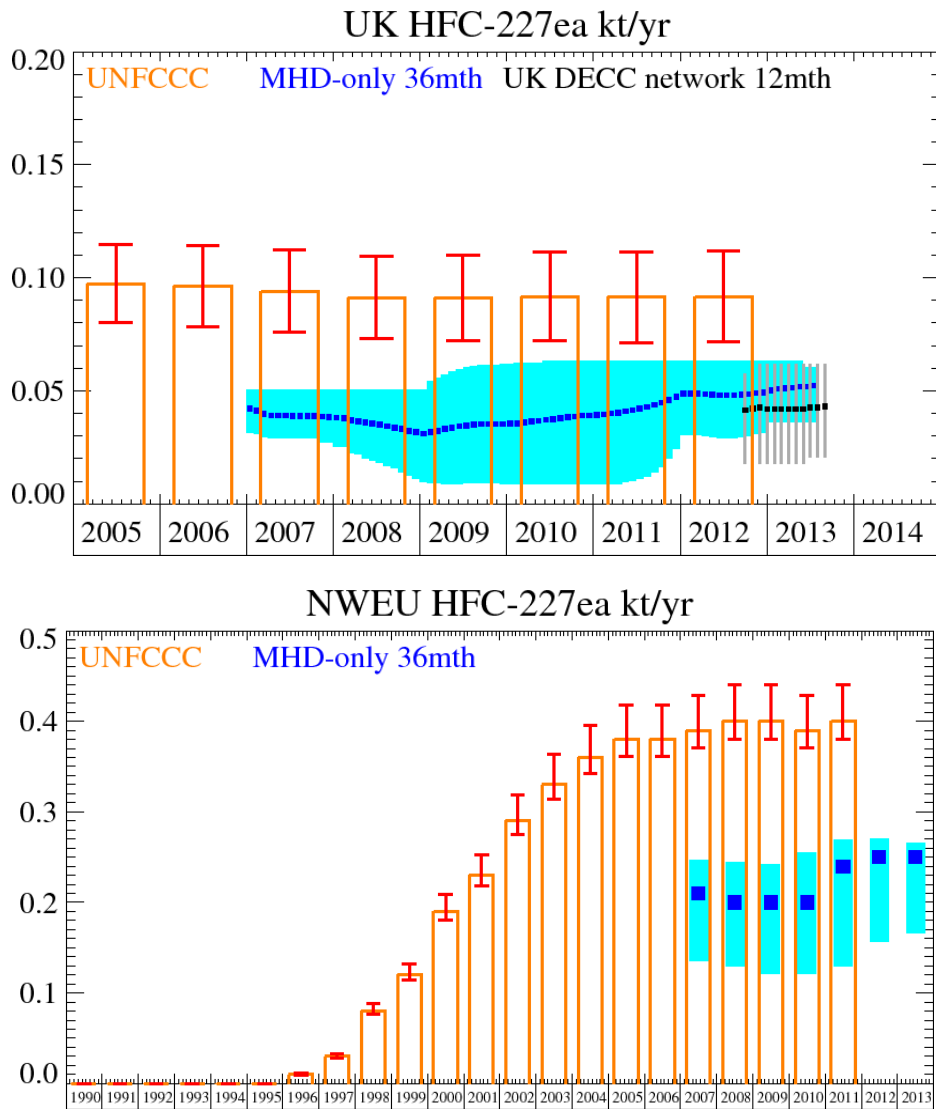 UK HFC-227ea kt/yr
UNFCCC MHD-only 36mth UK DECC network 12mth
0.20
0.15
0.10
0.05
0.00
2005 2006 2007 2008 2009 2010 2011 2012 2013 2014
NWEU HFC-227ea kt/yr
UNFCCC MHD-only 36mth
0.5
0.4
0.3
0.2
0.1
0.0
1990 1991 1992 1993 1994 1995 1996 1997 1998 1999 2000 2001 2002 2003 2004 2005 2006 2007 2008 2009 2010 2011 2012 2013